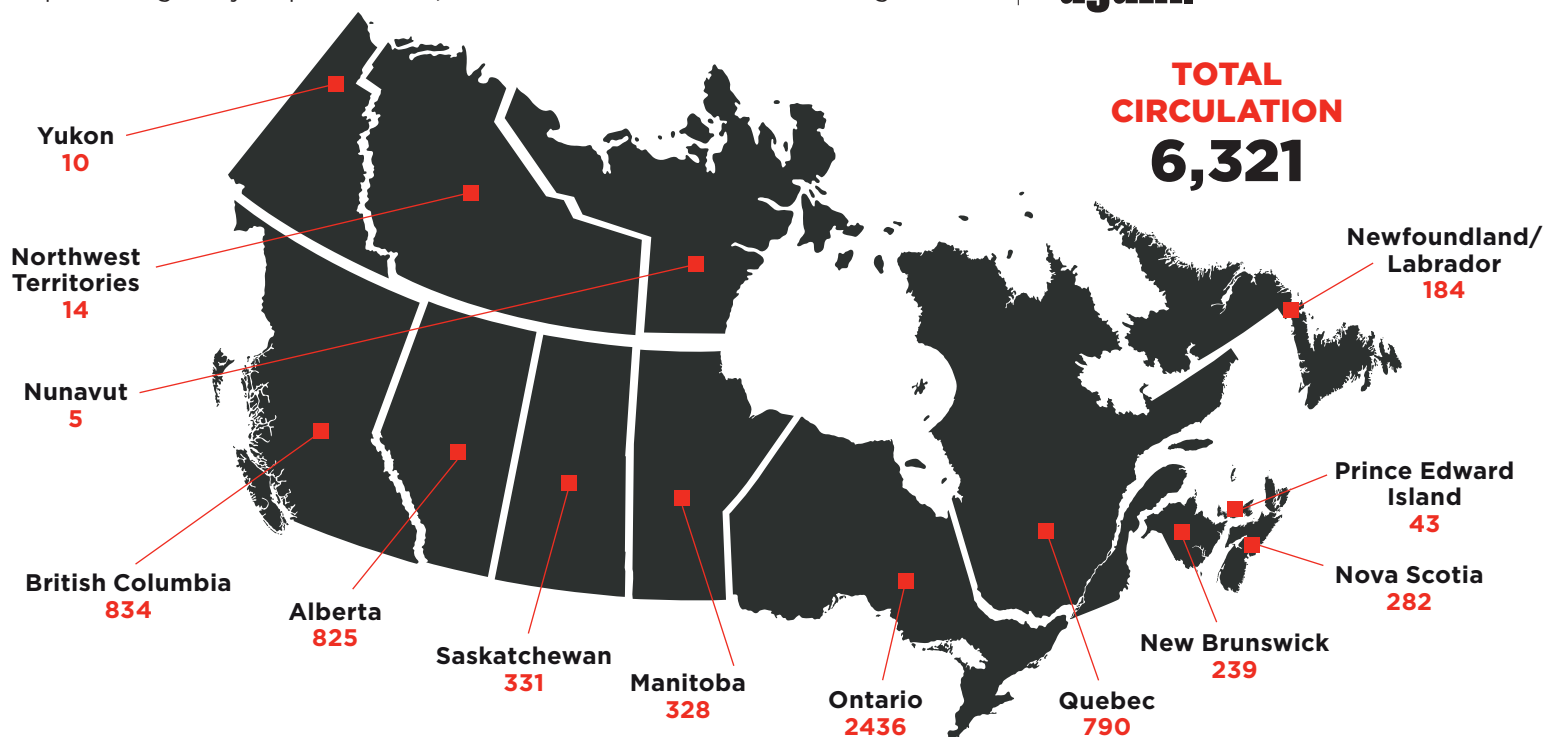 TOTAL
CIRCULATION
6,321
Yukon
10
Northwest
Territories
14
Nunavut
5
British Columbia
834
Alberta
825
Saskatchewan
331
Manitoba
328
Ontario
2436
Quebec
790
New Brunswick
239
Nova Scotia
282
Prince Edward
Island
43
Newfoundland/
Labrador
184